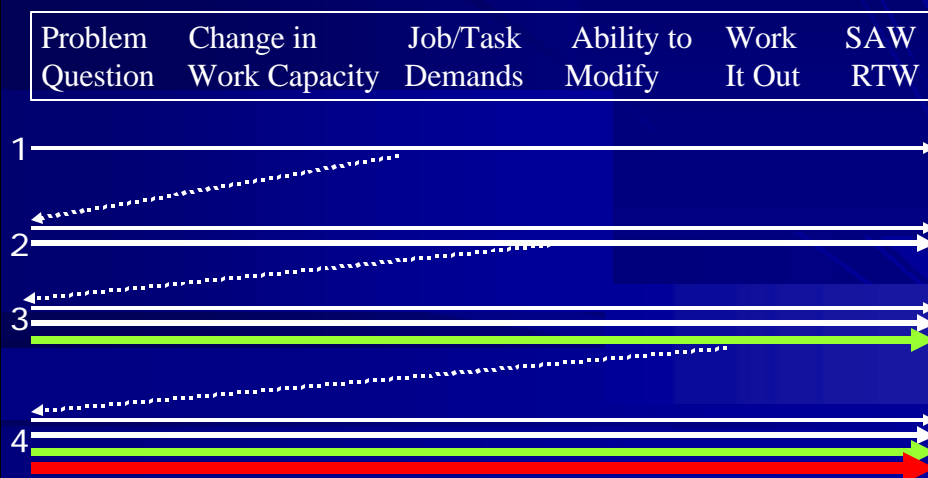 Problem Change in Job/Task Ability to Work SAW
Question Work Capacity Demands Modify It Out RTW
1
2
3
4